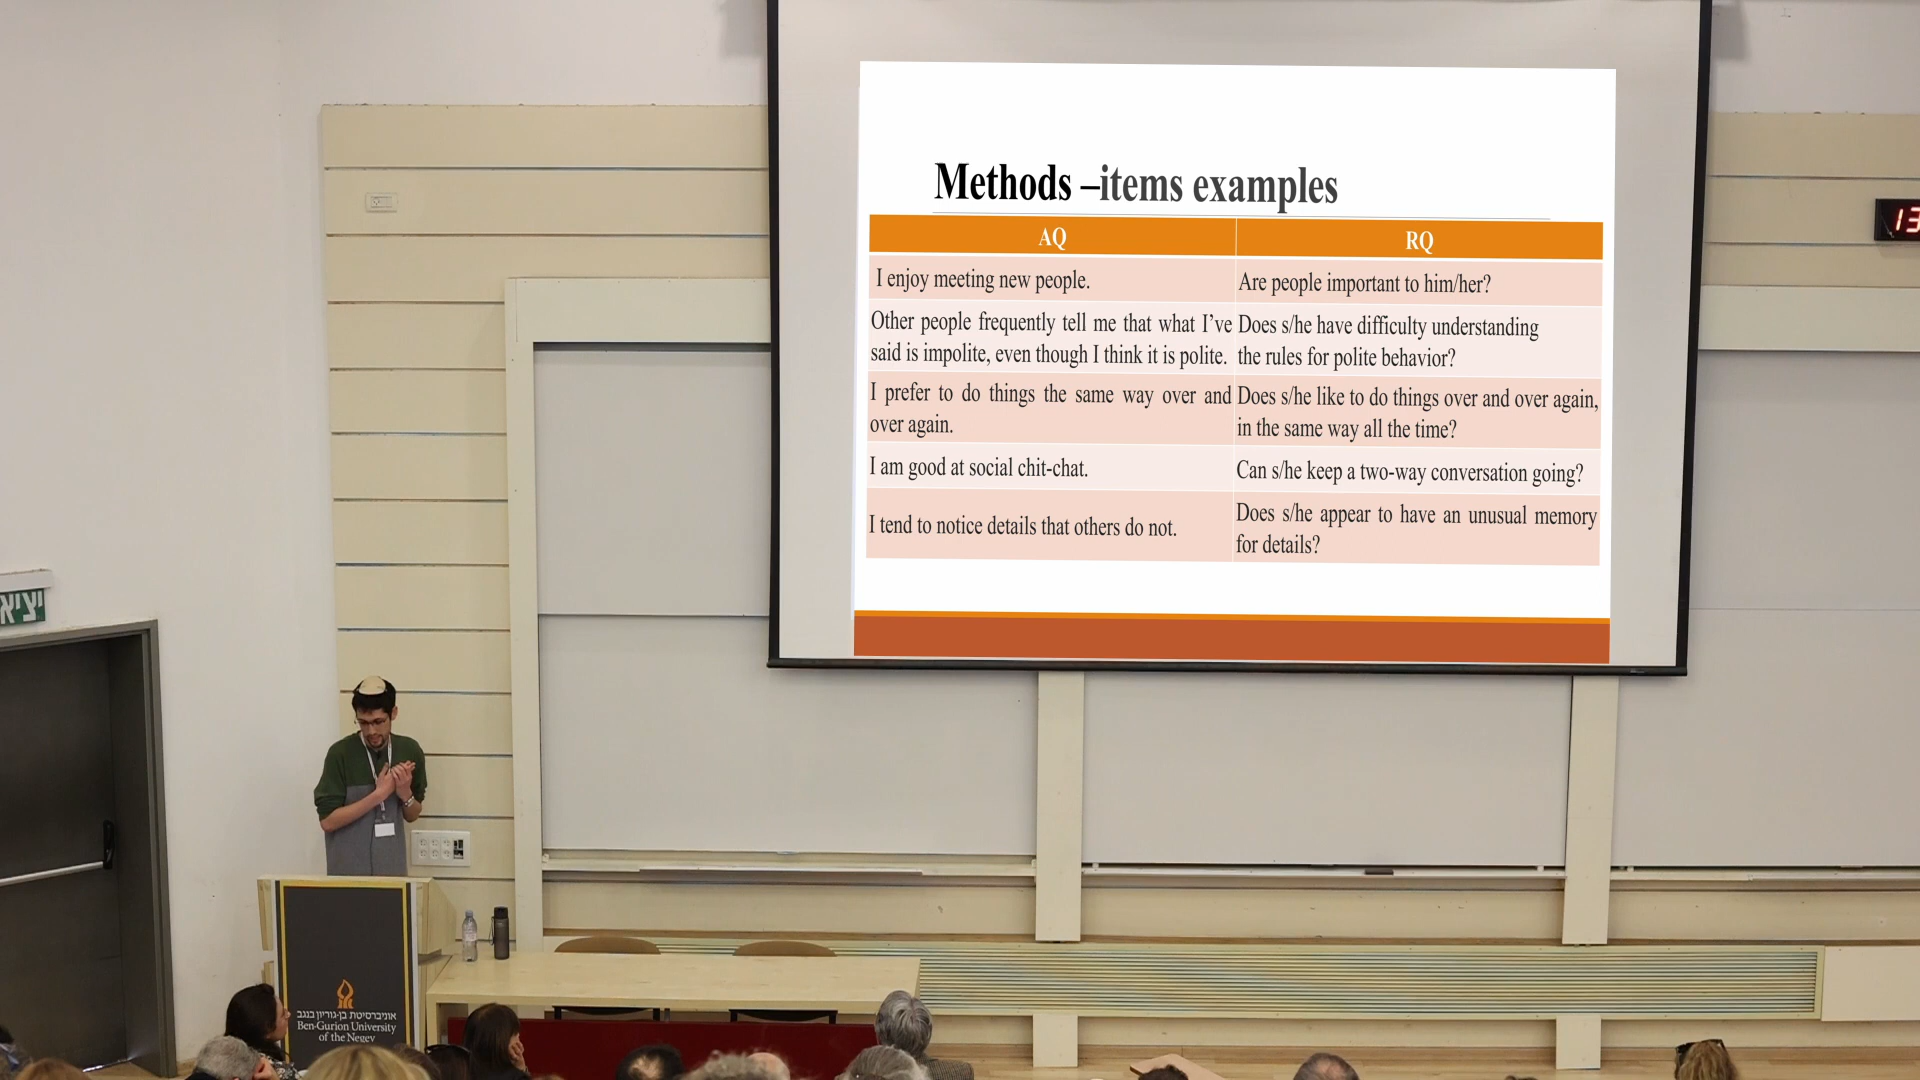 Methods –items examples
AQ
RQ
I enjoy meeting new people.
Are people important to him/her?
Other people frequently tell me that what I've
said is impolite, even though I think it is polite.
Does s/he have difficulty understanding
the rules for polite behavior?
I prefer to do things the same way over and
over again.
Does s/he like to do things over and over again,
in the same way all the time?
I am good at social chit-chat.
Can s/he keep a two-way conversation going?
I tend to notice details that others do not.
Does s/he appear to have an unusual memory
for details?
13
יציא
אוניברסיטת בן-גוריון בנגב
Ben-Gurion University
of the Negev